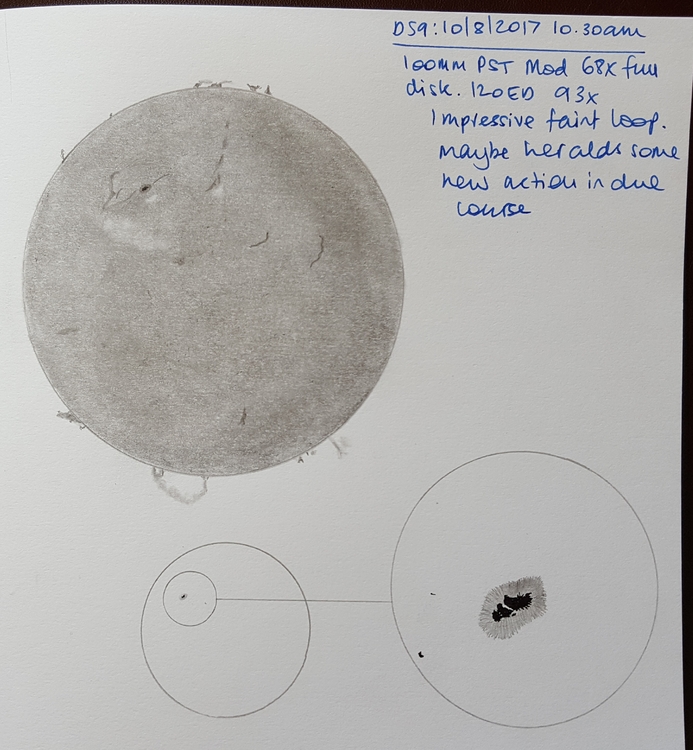 DS9:10/8/2017 10.30am
100mm PST Mod 68x full
disk. 120ED 93x
Impressive faint loop.
maybe heralds some
new action in due
course